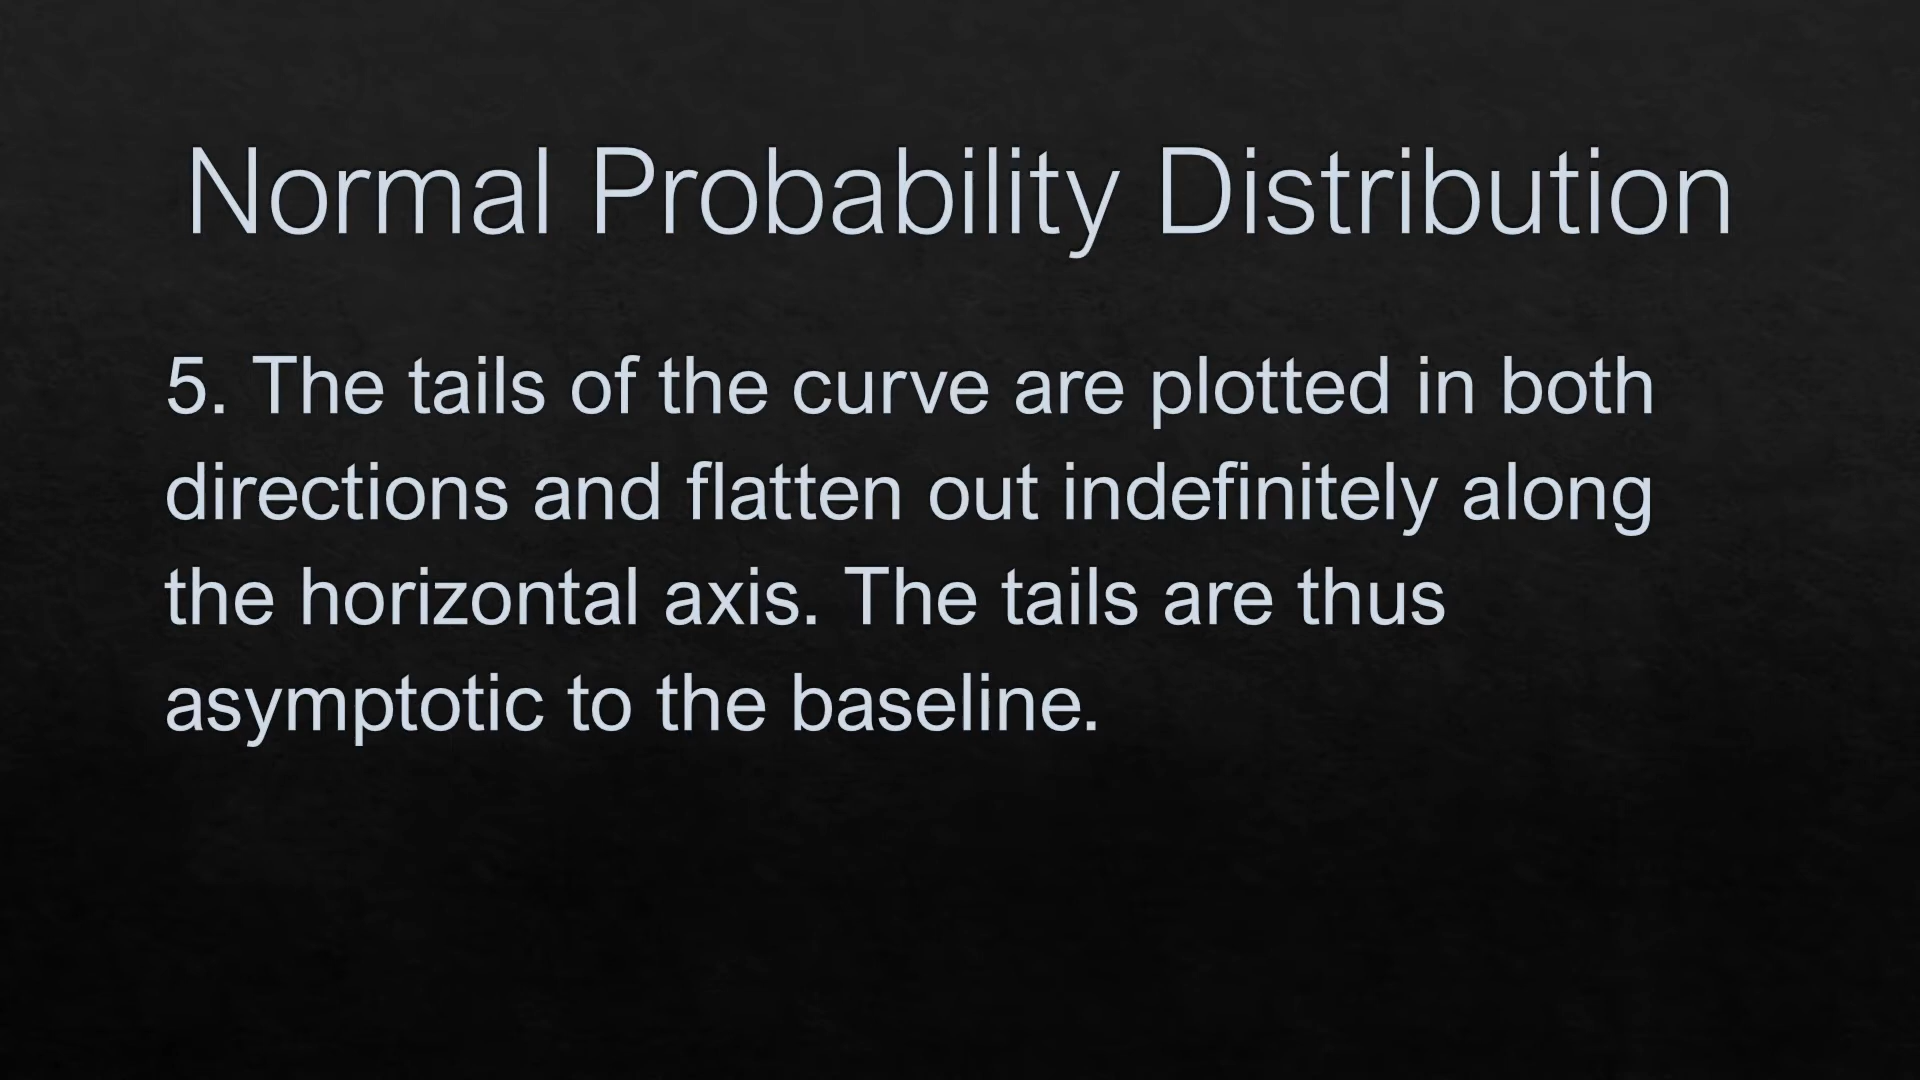 Normal Probability Distribution
5. The tails of the curve are plotted in both
directions and flatten out indefinitely along
the horizontal axis. The tails are thus
asymptotic to the baseline.